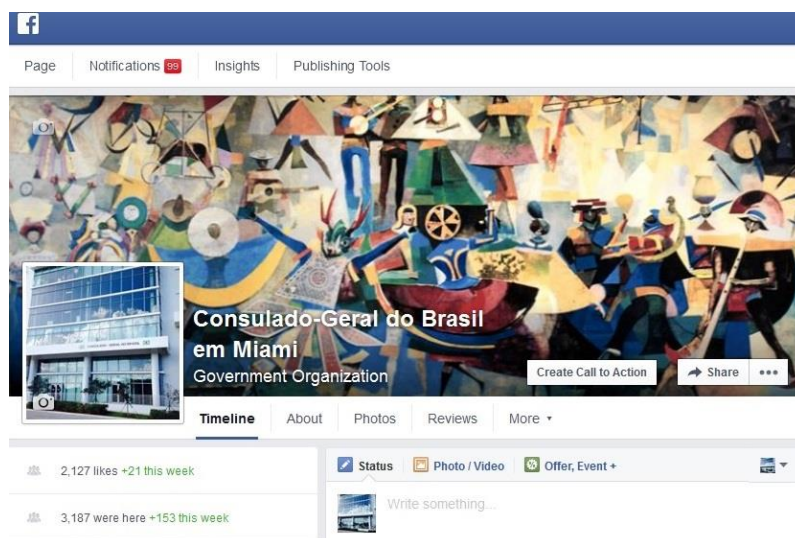 f
Page Notifications 99 Insights Publishing Tools
Consulado-Geral do Brasil
em Miami
Government Organization
Create Call to Action Share •••
Timeline About Photos Reviews More
2,127 likes +21 this week
3,187 were here +153 this week
Status Photo / Video Offer, Event +
Write something...